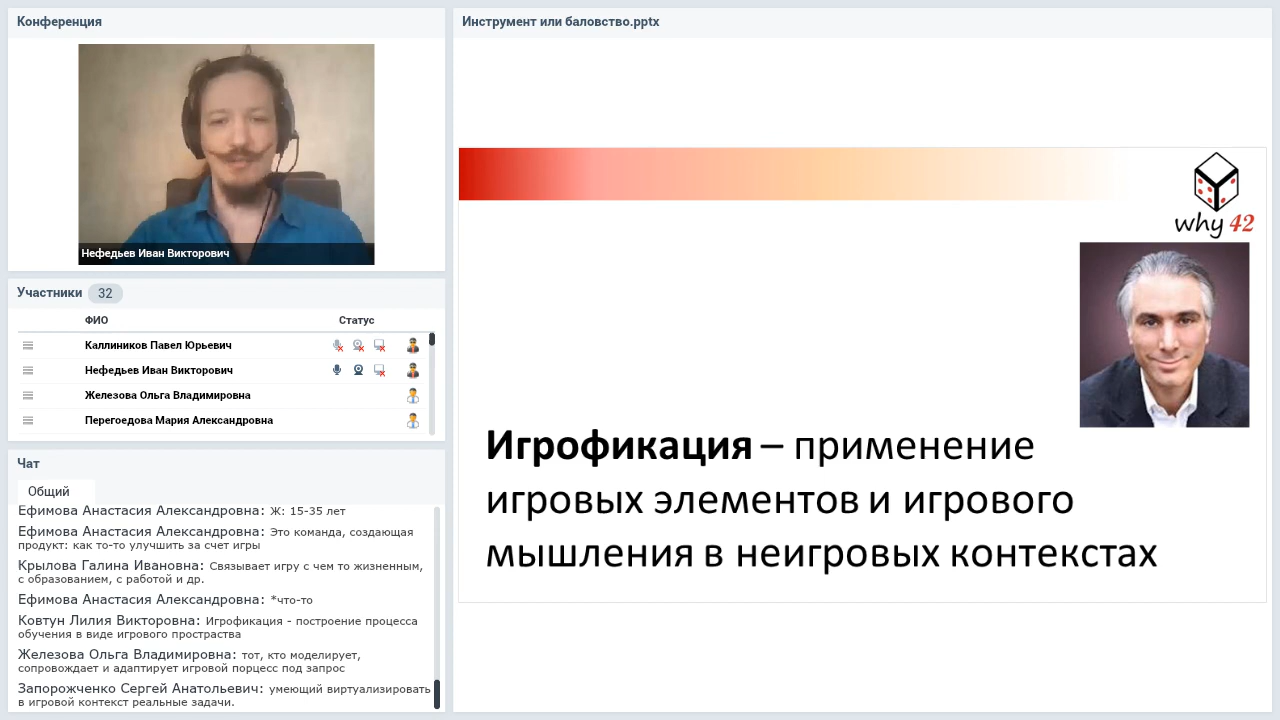 Конференция
Нефедьев Иван Викторович
Участники 32
ФИО Статус
Каллиников Павел Юрьевич
Нефедьев Иван Викторович
Железова Ольга Владимировна
Перегоедова Мария Александровна
Чат
Общий
Ефимова Анастасия Александровна: Ж: 15-35 лет
Ефимова Анастасия Александровна: Это команда, создающая
продукт: как то-то улучшить за счет игры
Крылова Галина Ивановна: Связывает игру с чем то жизненным,
с образованием, с работой и др.
Ефимова Анастасия Александровна: *что-то
Ковтун Лилия Викторовна: Игрофикация - построение процесса
обучения в виде игрового простраства
Железова Ольга Владимировна: тот, кто моделирует,
сопровождает и адаптирует игровой порцесс под запрос
Запорожченко Сергей Анатольевич: умеющий виртуализировать
в игровой контекст реальные задачи.
Инструмент или баловство.pptx
why 42
Игрофикация – применение
игровых элементов и игрового
мышления в неигровых контекстах